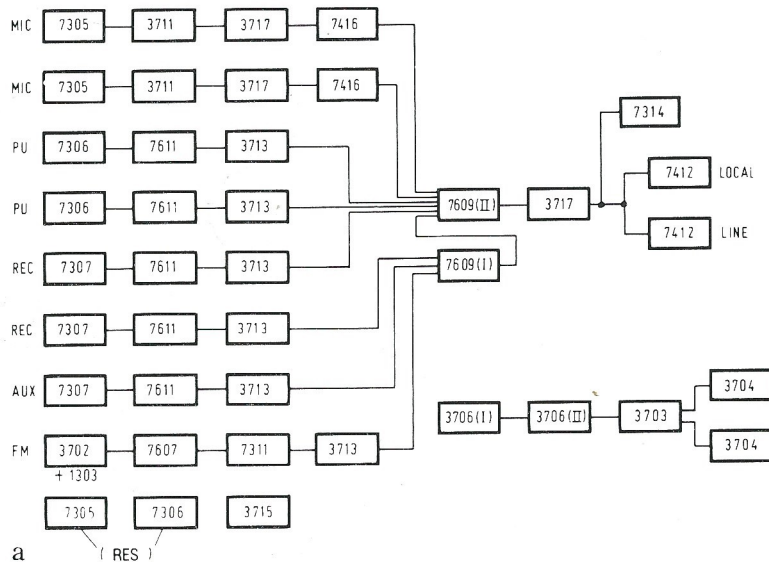 MIC 7305 3711 3717 7416
MIC 7305 3711 3717 7416
7314
PU 7306 7611 3713
7412 LOCAL
PU 7306 7611 3713 7609(II) 3717
7412 LINE
REC 7307 7611 3713 7609(I)
REC 7307 7611 3713
AUX 7307 7611 3713 3704
3706(I) 3706(II) 3703
FM 3702 7607 7311 3713 3704
+ 1303
7305 7306 3715
a (RES)